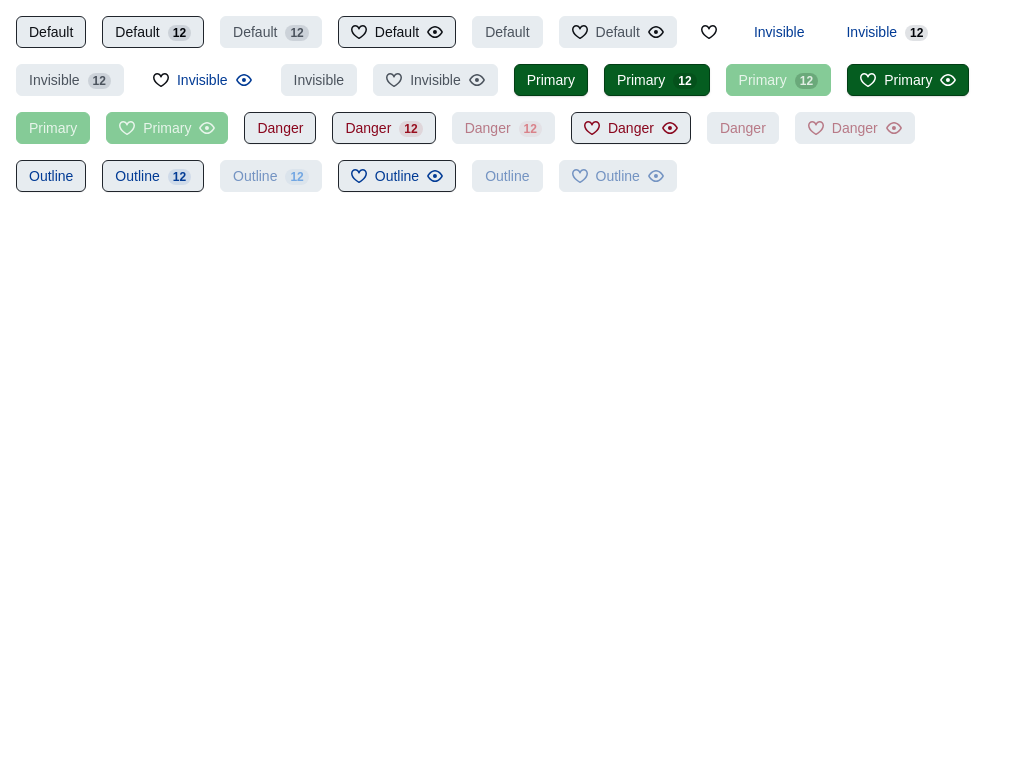 Default Default 12 Default 12 Default Default Default Invisible Invisible 12
Invisible 12 Invisible Invisible Invisible Primary Primary 12 Primary 12 Primary
Primary Primary Danger Danger 12 Danger 12 Danger Danger Danger
Outline Outline 12 Outline 12 Outline Outline Outline